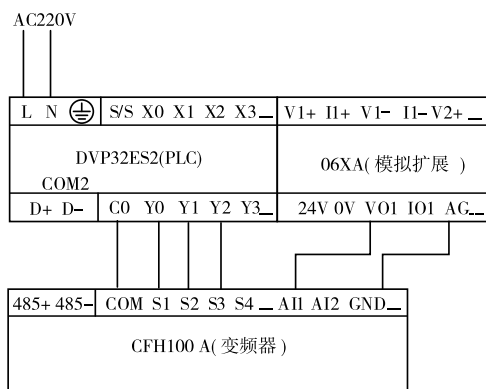 AC220V
L N S/S X0 X1 X2 X3 V1+ I1+ V1- I1- V2+
DVP32ES2(PLC) 06XA(模拟扩展)
COM2
D+ D- C0 Y0 Y1 Y2 Y3 24V 0V VO1 IO1 AG
485+ 485- COM S1 S2 S3 S4 AI1 AI2 GND
CFH100 A(变频器)